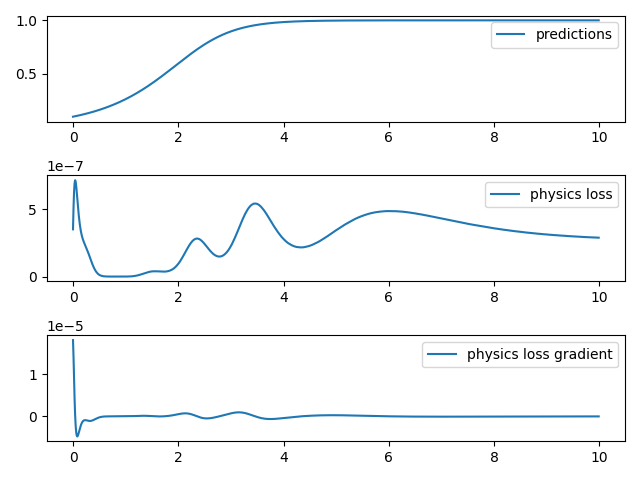 1.0
predictions
0.5
0 2 4 6 8 10
1e−7
physics loss
5
0
0 2 4 6 8 10
1e−5
physics loss gradient
1
0
0 2 4 6 8 10